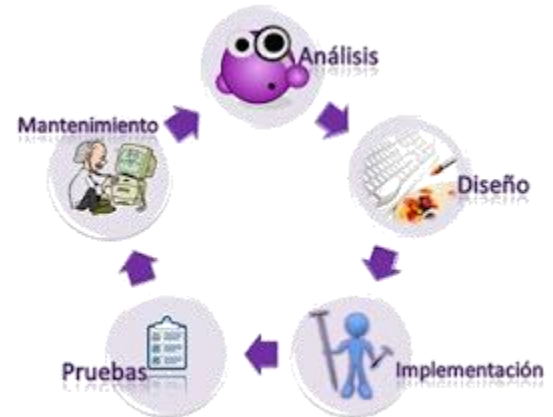 Análisis
Diseño
Implementación
Pruebas
Mantenimiento